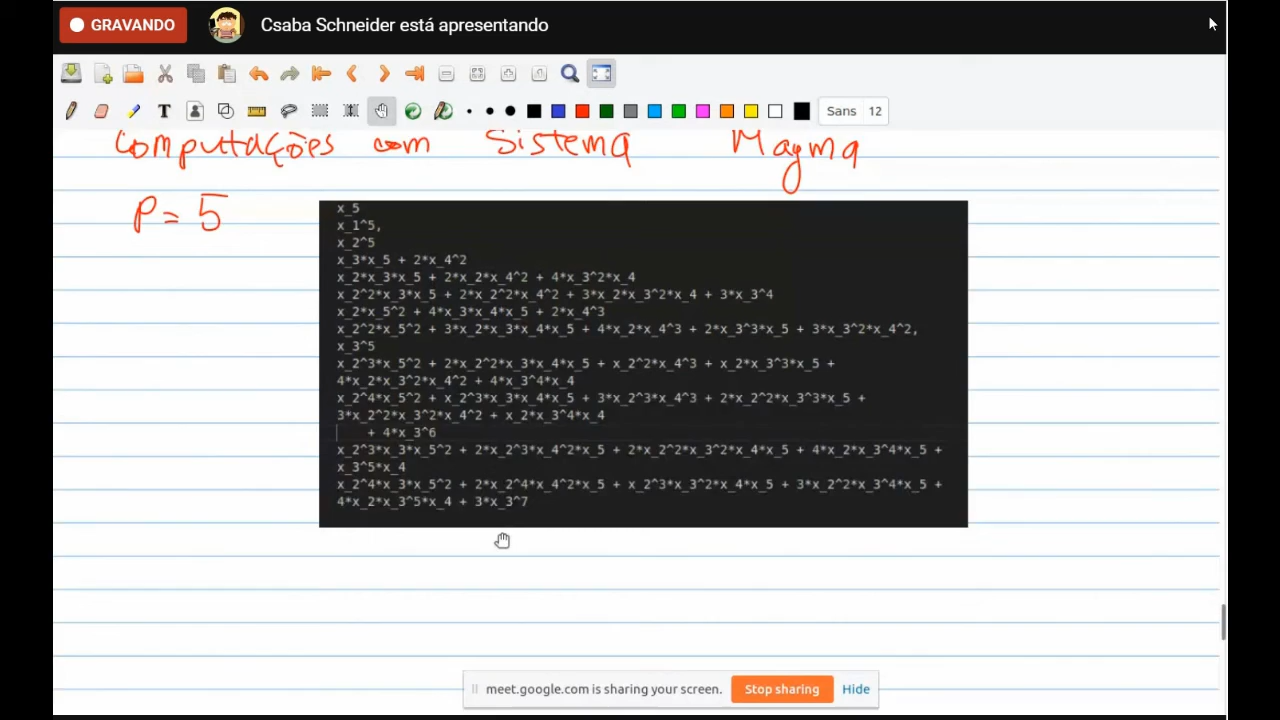 GRAVANDO Csaba Schneider está apresentando
Sans 12
Computações com Sistema Magma
P = 5
x_5
x_1^5,
x_2^5
x_3*x_5 + 2*x_4^2
x_2*x_3*x_5 + 2*x_2*x_4^2 + 4*x_3^2*x_4
x_2^2*x_3*x_5 + 2*x_2^2*x_4^2 + 3*x_2*x_3^2*x_4 + 3*x_3^4
x_2*x_5^2 + 4*x_3*x_4*x_5 + 2*x_4^3
x_2^2*x_5^2 + 3*x_2*x_3*x_4*x_5 + 4*x_2*x_4^3 + 2*x_3^3*x_5 + 3*x_3^2*x_4^2,
x_3^5
x_2^3*x_5^2 + 2*x_2^2*x_3*x_4*x_5 + x_2^2*x_4^3 + x_2*x_3^3*x_5 +
4*x_2*x_3^2*x_4^2 + 4*x_3^4*x_4
x_2^4*x_5^2 + x_2^3*x_3*x_4*x_5 + 3*x_2^3*x_4^3 + 2*x_2^2*x_3^3*x_5 +
3*x_2^2*x_3^2*x_4^2 + x_2*x_3^4*x_4
+ 4*x_3^6
x_2^3*x_3*x_5^2 + 2*x_2^3*x_4^2*x_5 + 2*x_2^2*x_3^2*x_4*x_5 + 4*x_2*x_3^4*x_5 +
x_3^5*x_4
x_2^4*x_3*x_5^2 + 2*x_2^4*x_4^2*x_5 + x_2^3*x_3^2*x_4*x_5 + 3*x_2^2*x_3^4*x_5 +
4*x_2*x_3^5*x_4 + 3*x_3^7
meet.google.com is sharing your screen. Stop sharing Hide